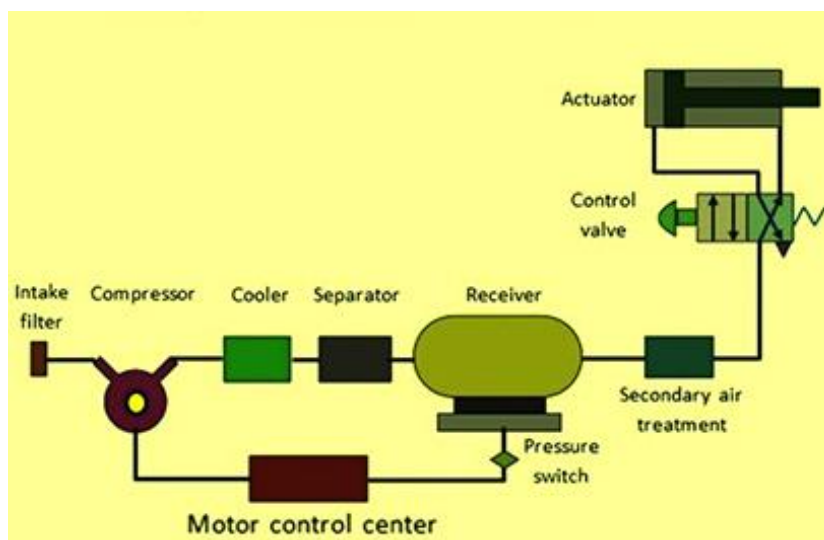 Actuator
Control
valve
Intake
filter
Compressor
Cooler
Separator
Receiver
Secondary air
treatment
Pressure
switch
Motor control center